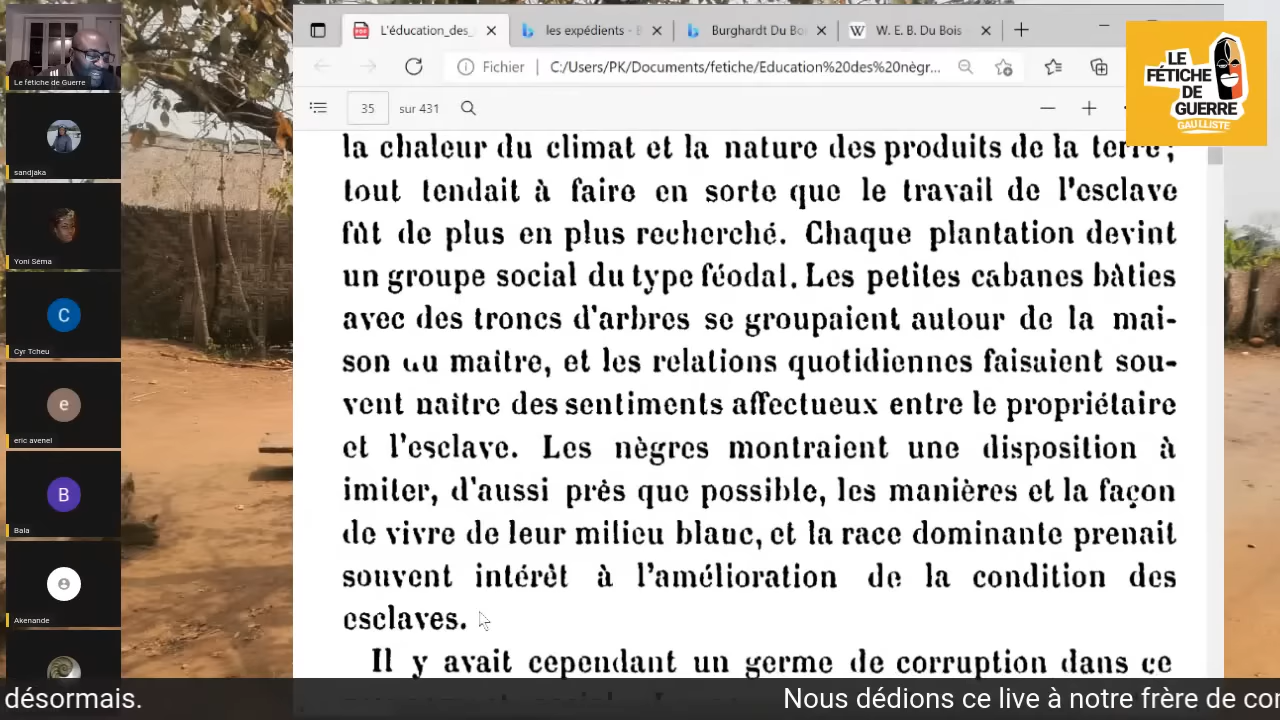 Le fétiche de Guerre
sandjaka
Yoni Séma
C
Cyr Tcheu
e
eric avenel
B
Bala
Akenande
L'éducation_des_
les expédients - B
Burghardt Du Boi
W
W. E. B. Du Bois
Fichier
C:/Users/PK/Documents/fetiche/Education%20des%20nègr...
35 sur 431
LE
FÉTICHE
DE
GUERRE
GAULLISTE
la chaleur du climat et la nature des produits de la terre;
tout tendait à faire en sorte que le travail de l'esclave
fût de plus en plus recherché. Chaque plantation devint
un groupe social du type féodal. Les petites cabanes bâties
avec des troncs d'arbres se groupaient autour de la mai-
son du maître, et les relations quotidiennes faisaient sou-
vent naître des sentiments affectueux entre le propriétaire
et l'esclave. Les nègres montraient une disposition à
imiter, d'aussi près que possible, les manières et la façon
de vivre de leur milieu blanc, et la race dominante prenait
souvent intérêt à l'amélioration de la condition des
esclaves.
Il y avait cependant un germe de corruption dans ce
désormais.
Nous dédions ce live à notre frère de co